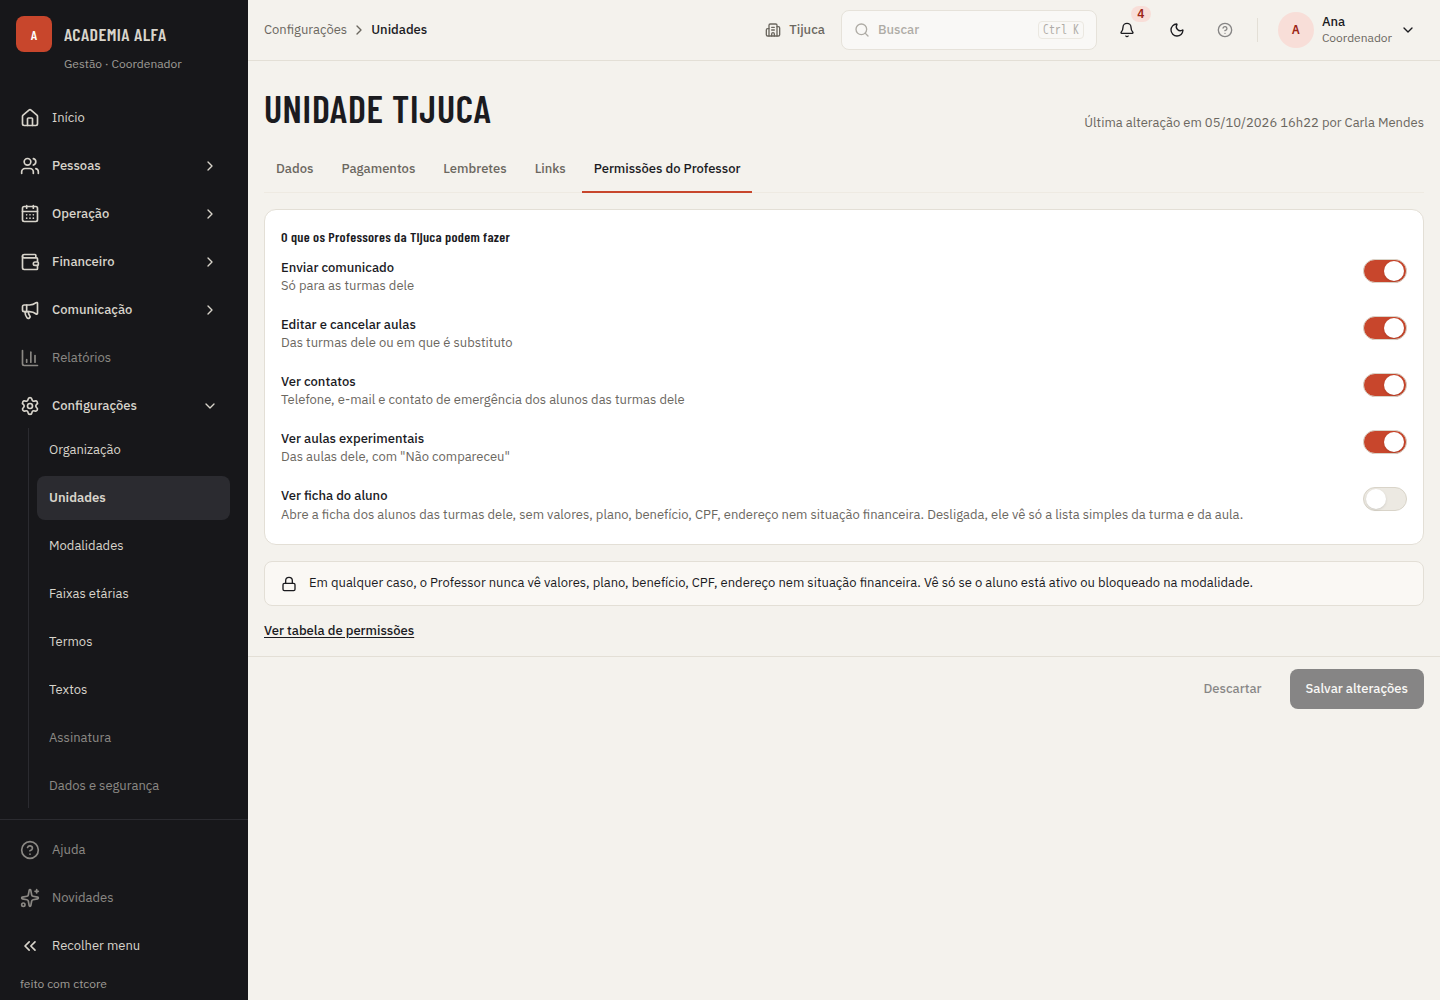 A
ACADEMIA ALFA
Gestão · Coordenador
Início
Pessoas
Operação
Financeiro
Comunicação
Relatórios
Configurações
Organização
Unidades
Modalidades
Faixas etárias
Termos
Textos
Assinatura
Dados e segurança
Ajuda
Novidades
Recolher menu
feito com ctcore
Configurações > Unidades
Tijuca
Buscar
Ctrl K
4
A
Ana
Coordenador
UNIDADE TIJUCA
Última alteração em 05/10/2026 16h22 por Carla Mendes
Dados
Pagamentos
Lembretes
Links
Permissões do Professor
O que os Professores da Tijuca podem fazer
Enviar comunicado
Só para as turmas dele
Editar e cancelar aulas
Das turmas dele ou em que é substituto
Ver contatos
Telefone, e-mail e contato de emergência dos alunos das turmas dele
Ver aulas experimentais
Das aulas dele, com "Não compareceu"
Ver ficha do aluno
Abre a ficha dos alunos das turmas dele, sem valores, plano, benefício, CPF, endereço nem situação financeira. Desligada, ele vê só a lista simples da turma e da aula.
Em qualquer caso, o Professor nunca vê valores, plano, benefício, CPF, endereço nem situação financeira. Vê só se o aluno está ativo ou bloqueado na modalidade.
Ver tabela de permissões
Descartar
Salvar alterações